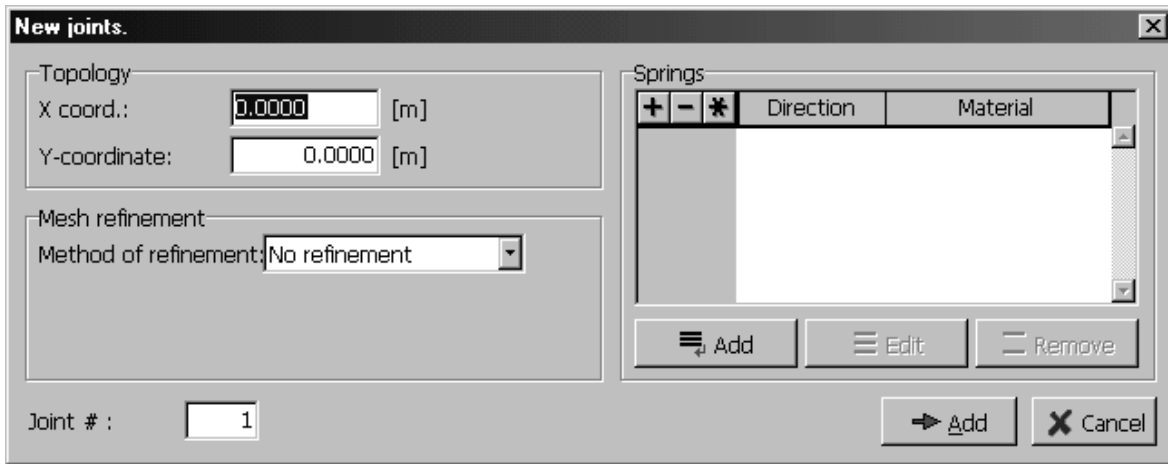 New joints.
Topology
X coord.: 0.0000 [m]
Y-coordinate: 0.0000 [m]
Mesh refinement
Method of refinement: No refinement
Joint # : 1
Springs
+ - * Direction Material
Add Edit Remove
Add Cancel